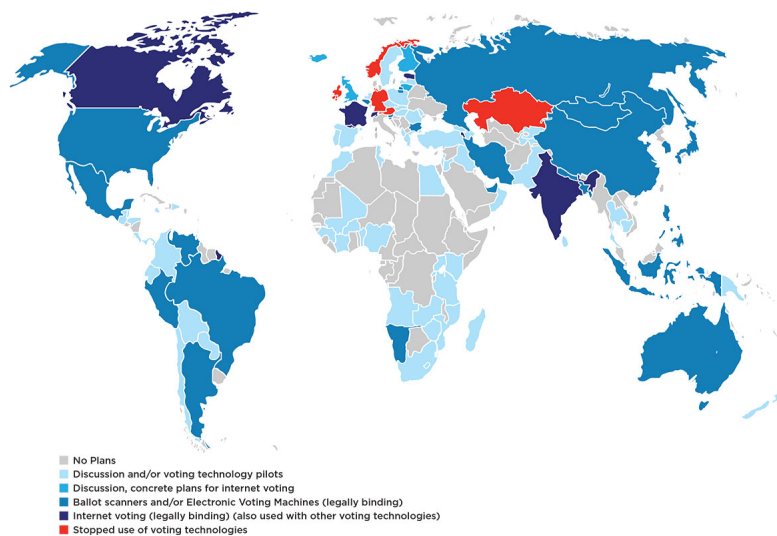 No Plans
Discussion and/or voting technology pilots
Discussion, concrete plans for internet voting
Ballot scanners and/or Electronic Voting Machines (legally binding)
Internet voting (legally binding) (also used with other voting technologies)
Stopped use of voting technologies